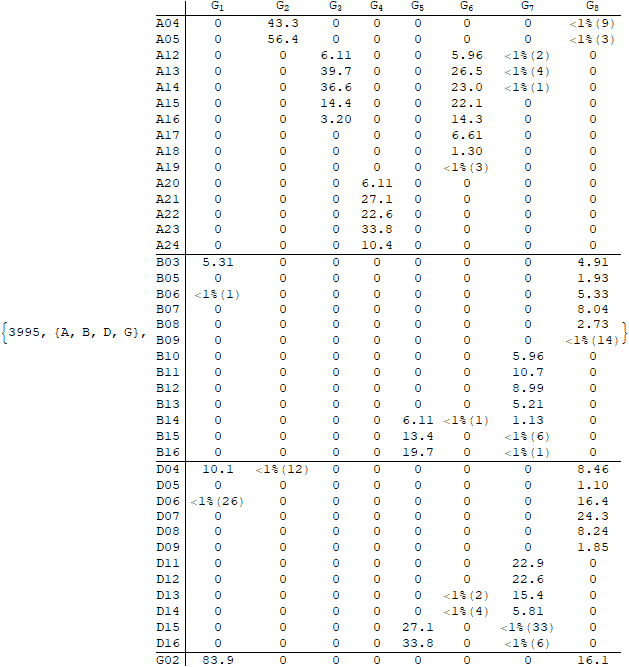 G₁ G₂ G₃ G₄ G₅ G₆ G₇ G₈
A04 0 43.3 0 0 0 0 0 <1%(9)
A05 0 56.4 0 0 0 0 0 <1%(3)
A12 0 0 6.11 0 0 5.96 <1%(2) 0
A13 0 0 39.7 0 0 26.5 <1%(4) 0
A14 0 0 36.6 0 0 23.0 <1%(1) 0
A15 0 0 14.4 0 0 22.1 0 0
A16 0 0 3.20 0 0 14.3 0 0
A17 0 0 0 0 0 6.61 0 0
A18 0 0 0 0 0 1.30 0 0
A19 0 0 0 0 0 <1%(3) 0 0
A20 0 0 0 6.11 0 0 0 0
A21 0 0 0 27.1 0 0 0 0
A22 0 0 0 22.6 0 0 0 0
A23 0 0 0 33.8 0 0 0 0
A24 0 0 0 10.4 0 0 0 0
B03 5.31 0 0 0 0 0 0 4.91
B05 0 0 0 0 0 0 0 1.93
B06 <1%(1) 0 0 0 0 0 0 5.33
B07 0 0 0 0 0 0 0 8.04
B08 0 0 0 0 0 0 0 2.73
{3995, {A, B, D, G}, B09 0 0 0 0 0 0 0 <1%(14)}
B10 0 0 0 0 0 0 5.96 0
B11 0 0 0 0 0 0 10.7 0
B12 0 0 0 0 0 0 8.99 0
B13 0 0 0 0 0 0 5.21 0
B14 0 0 0 0 6.11 <1%(1) 1.13 0
B15 0 0 0 0 13.4 0 <1%(6) 0
B16 0 0 0 0 19.7 0 <1%(1) 0
D04 10.1 <1%(12) 0 0 0 0 0 8.46
D05 0 0 0 0 0 0 0 1.10
D06 <1%(26) 0 0 0 0 0 0 16.4
D07 0 0 0 0 0 0 0 24.3
D08 0 0 0 0 0 0 0 8.24
D09 0 0 0 0 0 0 0 1.85
D11 0 0 0 0 0 0 22.9 0
D12 0 0 0 0 0 0 22.6 0
D13 0 0 0 0 0 <1%(2) 15.4 0
D14 0 0 0 0 0 <1%(4) 5.81 0
D15 0 0 0 0 27.1 0 <1%(33) 0
D16 0 0 0 0 33.8 0 <1%(6) 0
G02 83.9 0 0 0 0 0 0 16.1